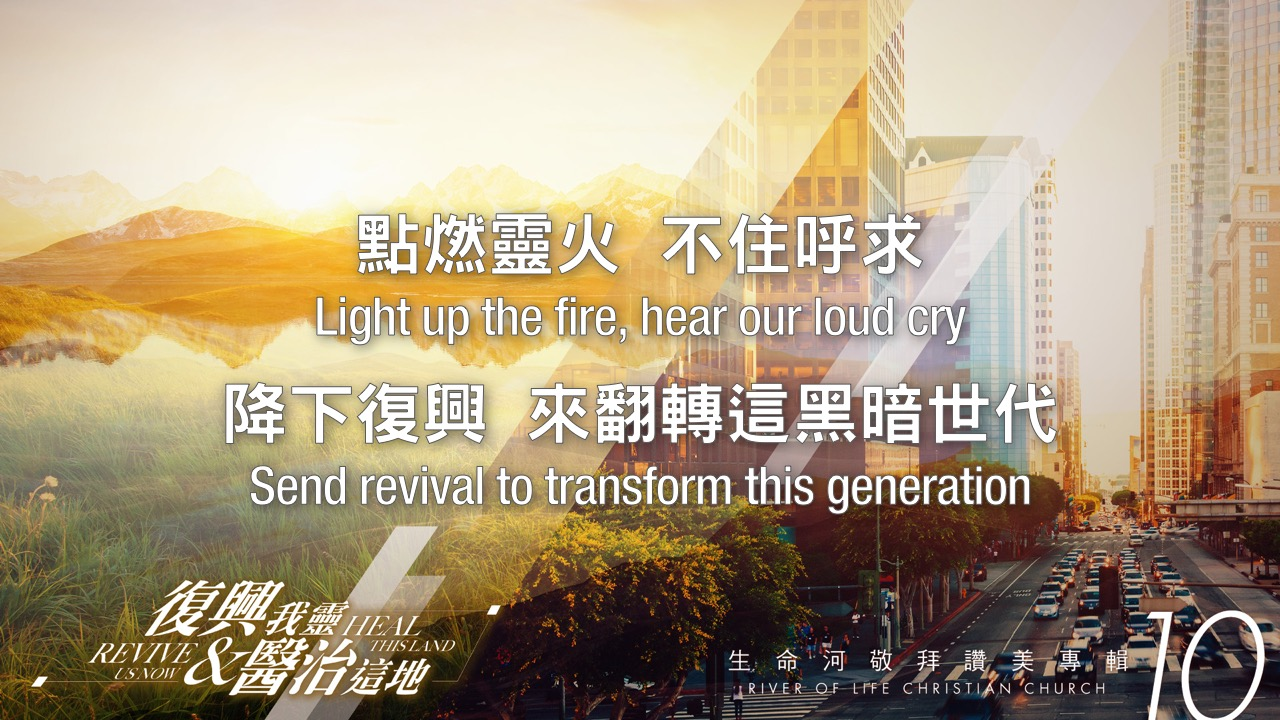 點燃靈火 不住呼求
Light up the fire, hear our loud cry
降下復興 來翻轉這黑暗世代
Send revival to transform this generation
復興我靈 HEAL THIS LAND
REVIVE US NOW & 醫治這地
生命河敬拜讚美專輯 10
RIVER OF LIFE CHRISTIAN CHURCH